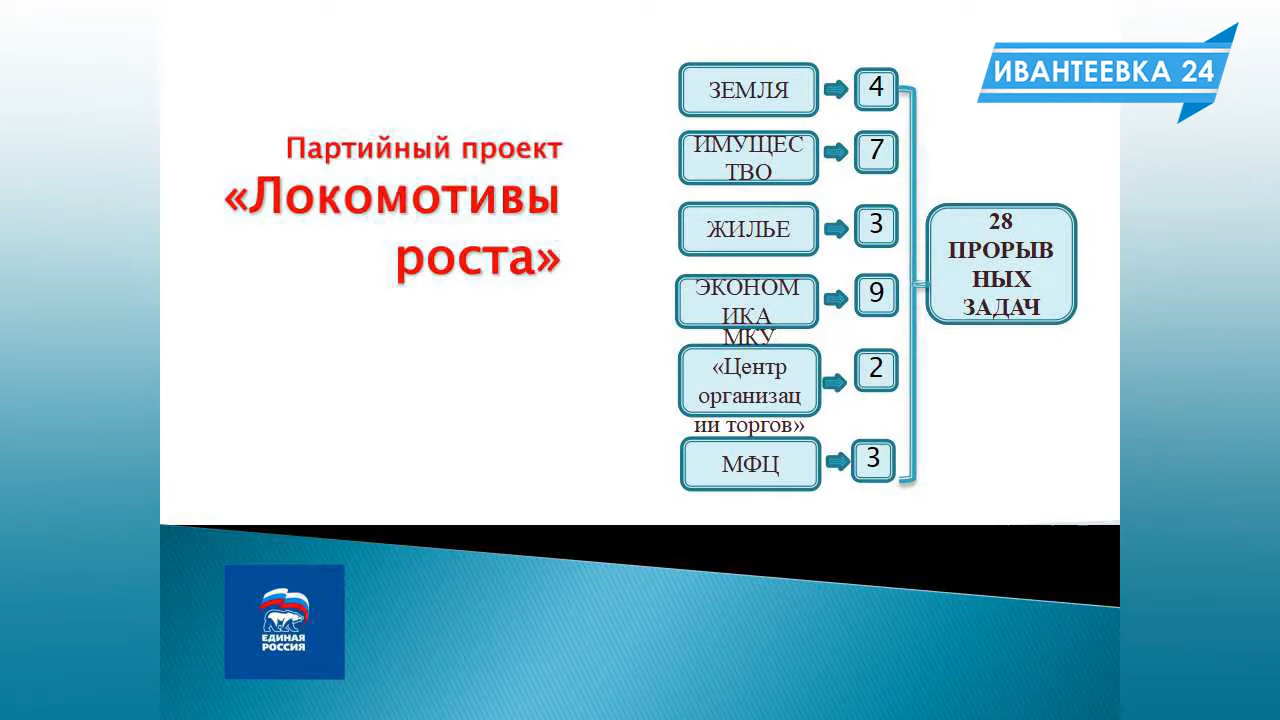 ИВАНТЕЕВКА 24
Партийный проект
«Локомотивы
роста»
ЗЕМЛЯ
4
ИМУЩЕС
ТВО
7
ЖИЛЬЕ
3
ЭКОНОМ
ИКА
9
МКУ
«Центр
организац
ии торгов»
2
МФЦ
3
28
ПРОРЫВ
НЫХ
ЗАДАЧ
ЕДИНАЯ
РОССИЯ